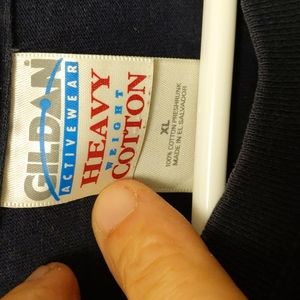 GILDAN
ACTIVEWEAR
HEAVY
WEIGHT
COTTON
XL
100% COTTON PRESHRUNK
MADE IN EL SALVADOR